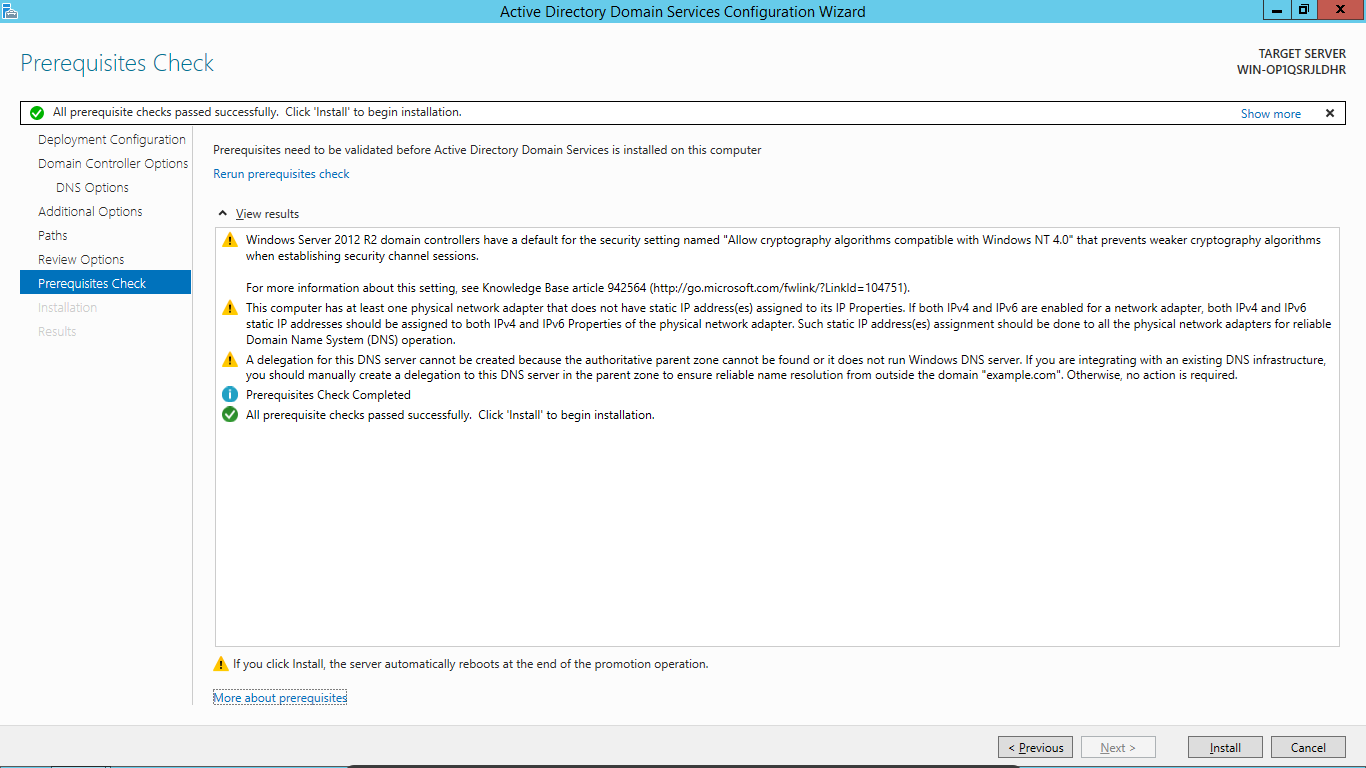 Active Directory Domain Services Configuration Wizard
Prerequisites Check
TARGET SERVER
WIN-OP1QSRJLDHR
All prerequisite checks passed successfully.  Click 'Install' to begin installation.
Show more
Deployment Configuration
Domain Controller Options
DNS Options
Additional Options
Paths
Review Options
Prerequisites Check
Installation
Results
Prerequisites need to be validated before Active Directory Domain Services is installed on this computer
Rerun prerequisites check
View results
Windows Server 2012 R2 domain controllers have a default for the security setting named "Allow cryptography algorithms compatible with Windows NT 4.0" that prevents weaker cryptography algorithms
when establishing security channel sessions.
For more information about this setting, see Knowledge Base article 942564 (http://go.microsoft.com/fwlink/?LinkId=104751).
This computer has at least one physical network adapter that does not have static IP address(es) assigned to its IP Properties. If both IPv4 and IPv6 are enabled for a network adapter, both IPv4 and IPv6
static IP addresses should be assigned to both IPv4 and IPv6 Properties of the physical network adapter. Such static IP address(es) assignment should be done to all the physical network adapters for reliable
Domain Name System (DNS) operation.
A delegation for this DNS server cannot be created because the authoritative parent zone cannot be found or it does not run Windows DNS server. If you are integrating with an existing DNS infrastructure,
you should manually create a delegation to this DNS server in the parent zone to ensure reliable name resolution from outside the domain "example.com". Otherwise, no action is required.
Prerequisites Check Completed
All prerequisite checks passed successfully.  Click 'Install' to begin installation.
If you click Install, the server automatically reboots at the end of the promotion operation.
More about prerequisites
< Previous
Next >
Install
Cancel